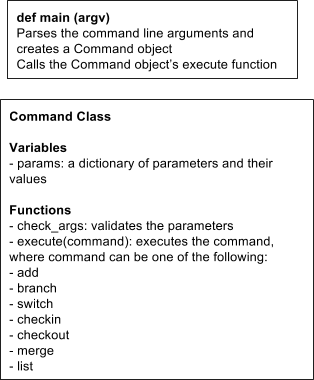 def main (argv)
Parses the command line arguments and
creates a Command object
Calls the Command object's execute function
Command Class
Variables
- params: a dictionary of parameters and their
values
Functions
- check_args: validates the parameters
- execute(command): executes the command,
where command can be one of the following:
- add
- branch
- switch
- checkin
- checkout
- merge
- list